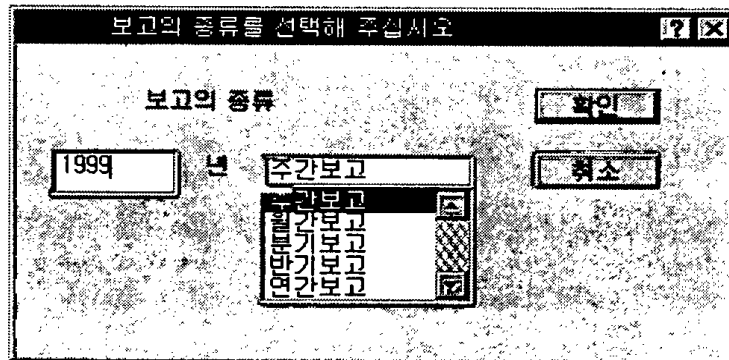 보고의 종류를 선택해 주십시오
보고의 종류
확인
1999 년 주간보고
취소
주간보고
월간보고
분기보고
반기보고
연간보고